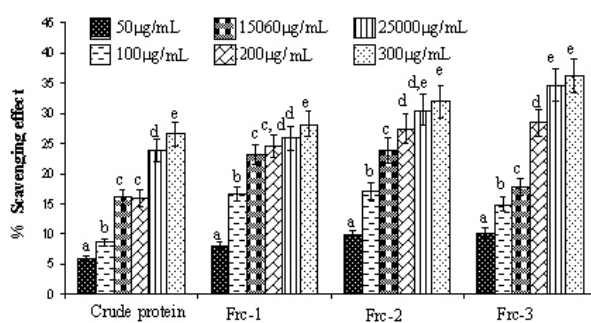 45
40
35
30
25
20
15
10
5
0
% Scavenging effect
50µg/mL 15060µg/mL 25000µg/mL
100µg/mL 200µg/mL 300µg/mL
a b c c d e
a b c c, d d e
a b c d d,e e
a b c d e e
Crude protein Frc-1 Frc-2 Frc-3